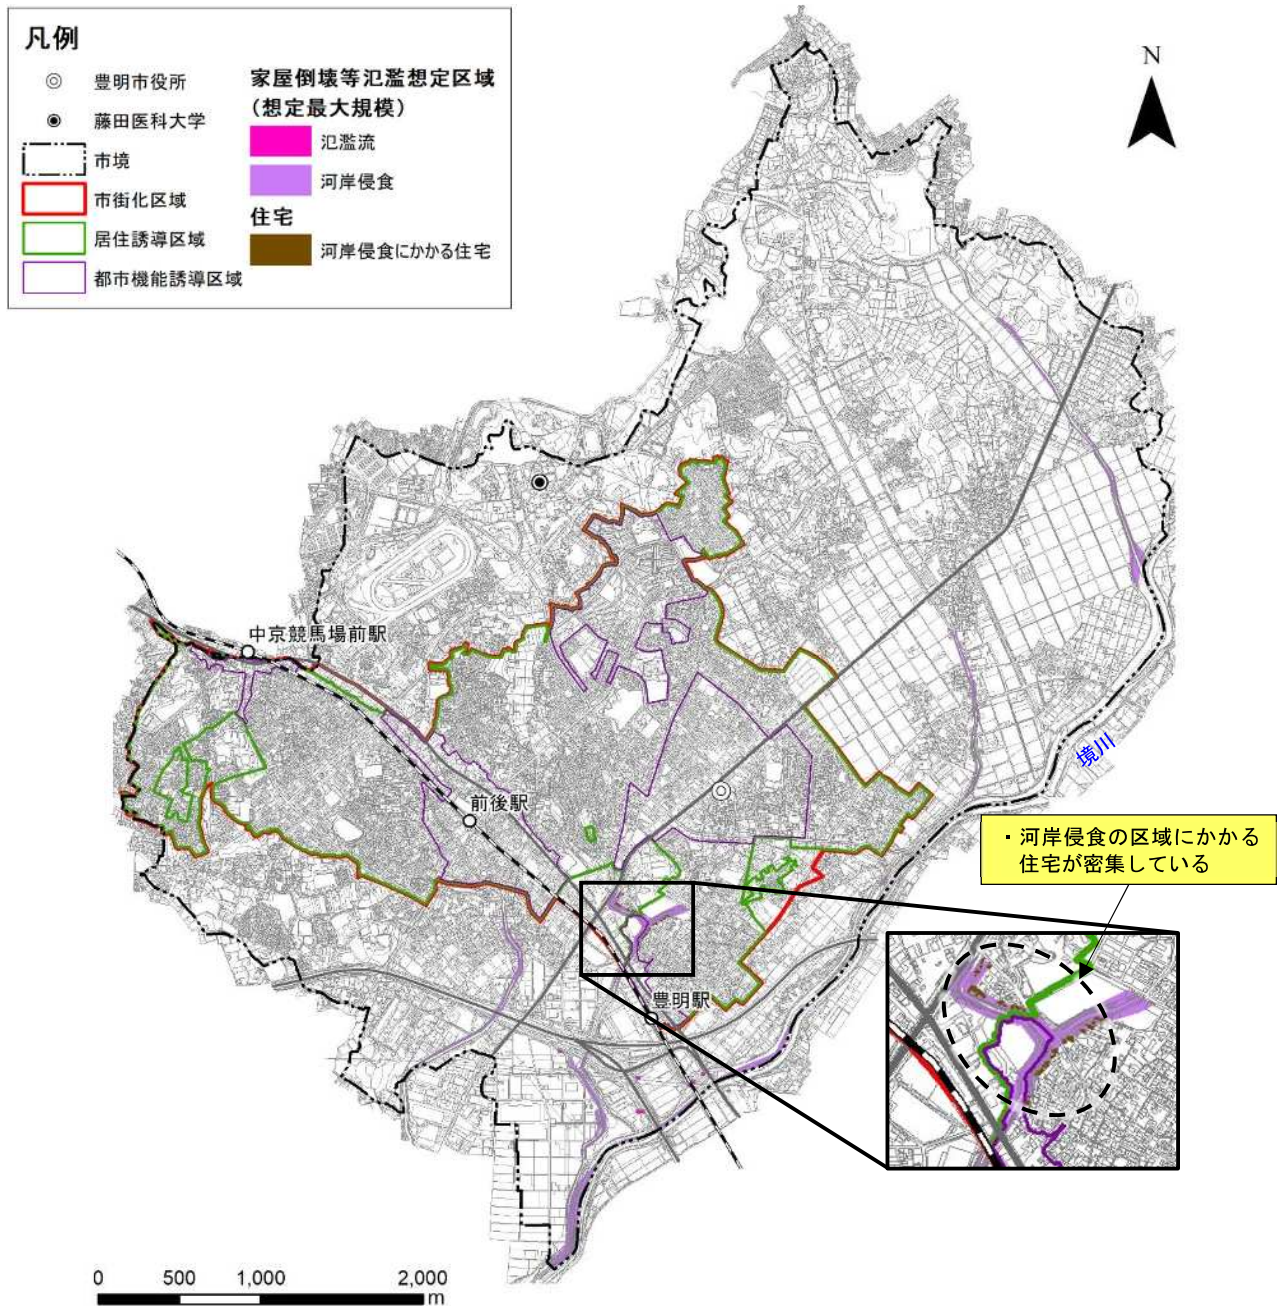 凡例
豊明市役所
藤田医科大学
市境
市街化区域
居住誘導区域
都市機能誘導区域
家屋倒壊等氾濫想定区域
（想定最大規模）
氾濫流
河岸侵食
住宅
河岸侵食にかかる住宅
N
中京競馬場前駅
前後駅
境川
・河岸侵食の区域にかかる
住宅が密集している
豊明駅
0 500 1,000 2,000
m